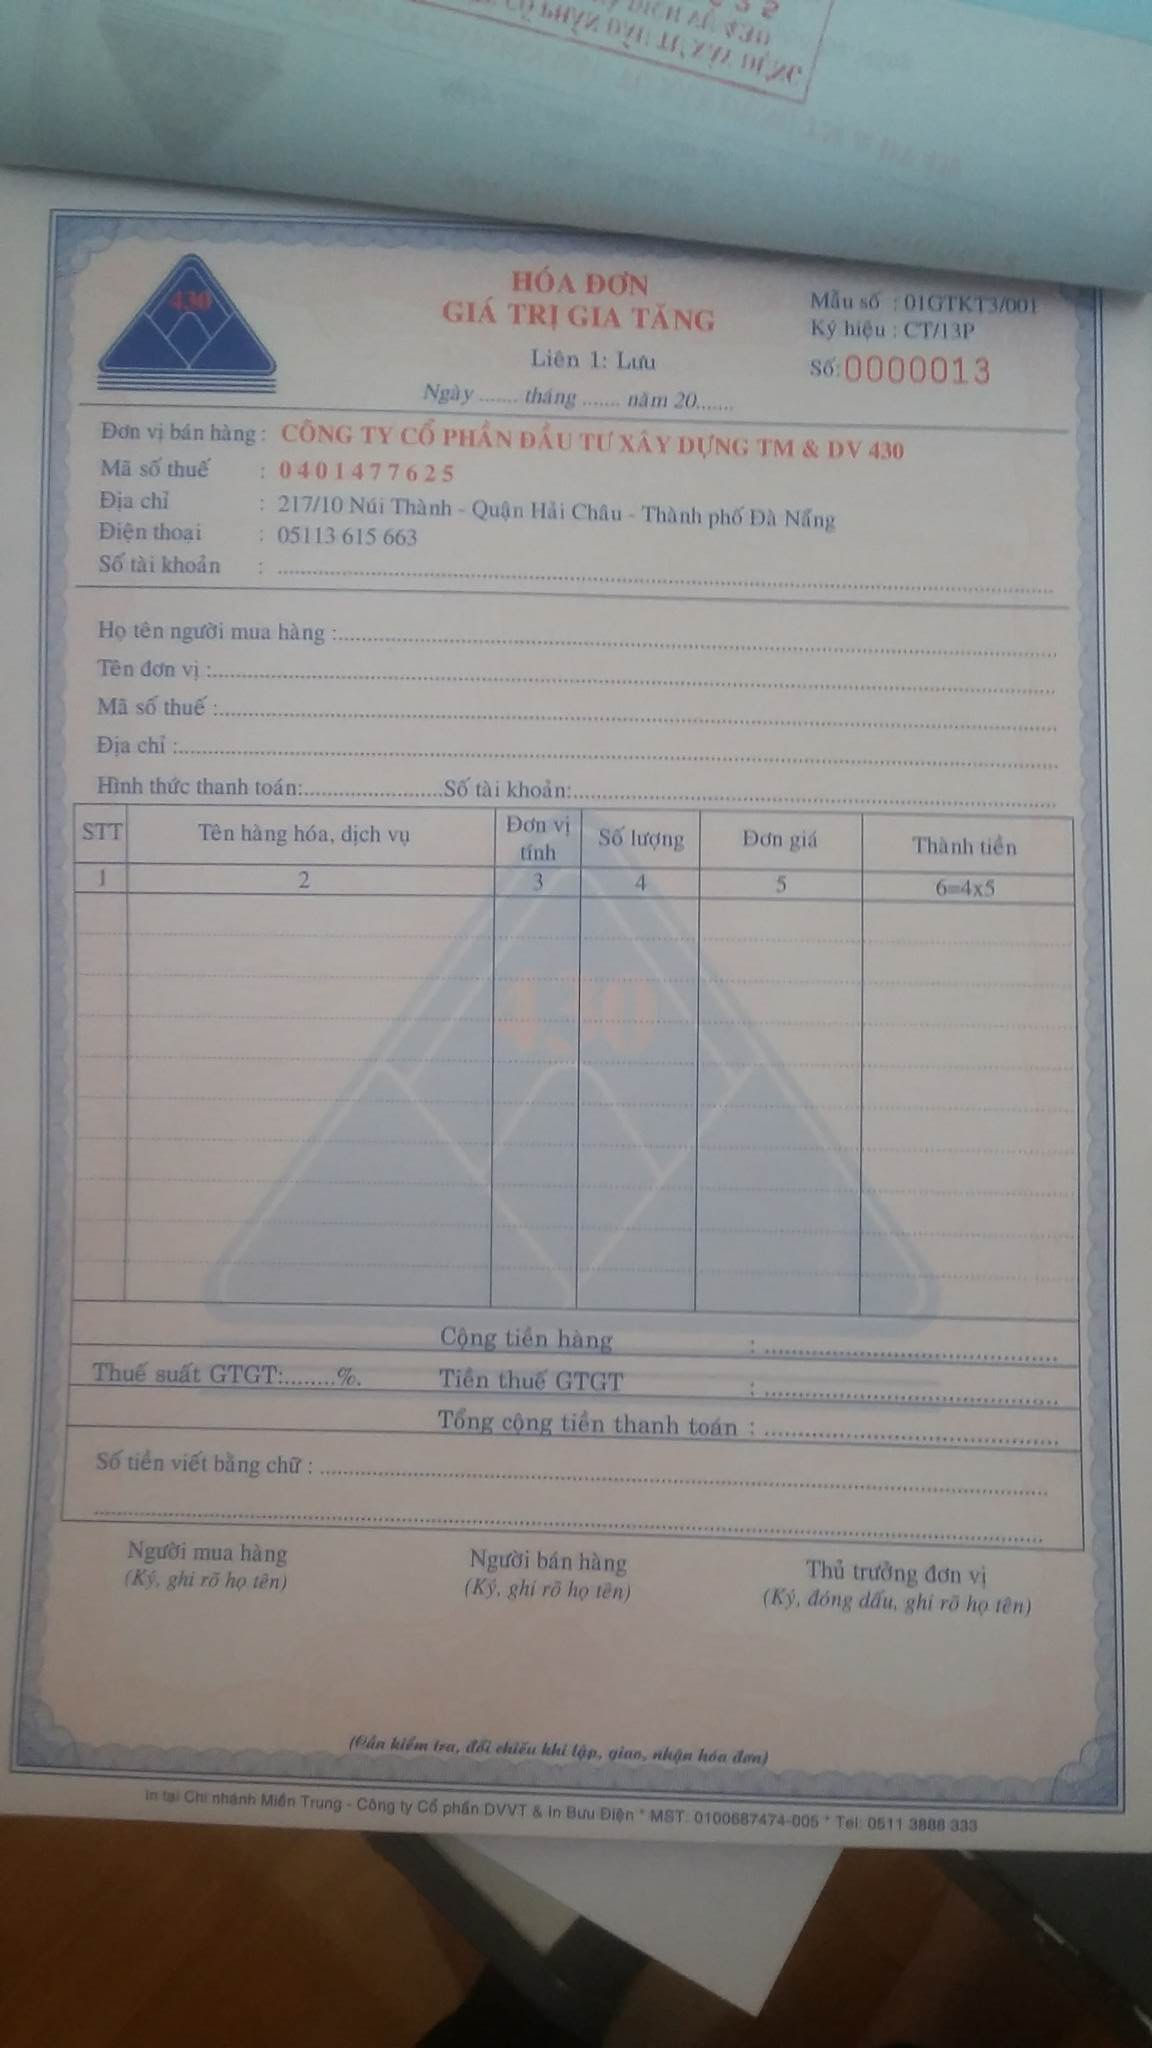 430
HÓA ĐƠN
GIÁ TRỊ GIA TĂNG
Liên 1: Lưu
Ngày ....... tháng ....... năm 20.......
Mẫu số : 01GTKT3/001
Ký hiệu : CT/13P
Số: 0000013
Đơn vị bán hàng : CÔNG TY CỔ PHẦN ĐẦU TƯ XÂY DỰNG TM & DV 430
Mã số thuế : 0401477625
Địa chỉ : 217/10 Núi Thành - Quận Hải Châu - Thành phố Đà Nẵng
Điện thoại : 05113 615 663
Số tài khoản : ........................................
Họ tên người mua hàng :........................................
Tên đơn vị :........................................
Mã số thuế :........................................
Địa chỉ :........................................
Hình thức thanh toán:........................Số tài khoản:........................................
STT Tên hàng hóa, dịch vụ Đơn vị tính Số lượng Đơn giá Thành tiền
1 2 3 4 5 6=4x5
430
Cộng tiền hàng : ........................................
Thuế suất GTGT:.........%. Tiền thuế GTGT : ........................................
Tổng cộng tiền thanh toán : ........................................
Số tiền viết bằng chữ : ........................................
Người mua hàng Người bán hàng Thủ trưởng đơn vị
(Ký, ghi rõ họ tên) (Ký, ghi rõ họ tên) (Ký, đóng dấu, ghi rõ họ tên)
(Cần kiểm tra, đối chiếu khi lập, giao, nhận hóa đơn)
In tại Chi nhánh Miền Trung - Công ty Cổ phần DVVT & In Bưu Điện * MST: 0100687474-005 * Tel: 0511 3888 333